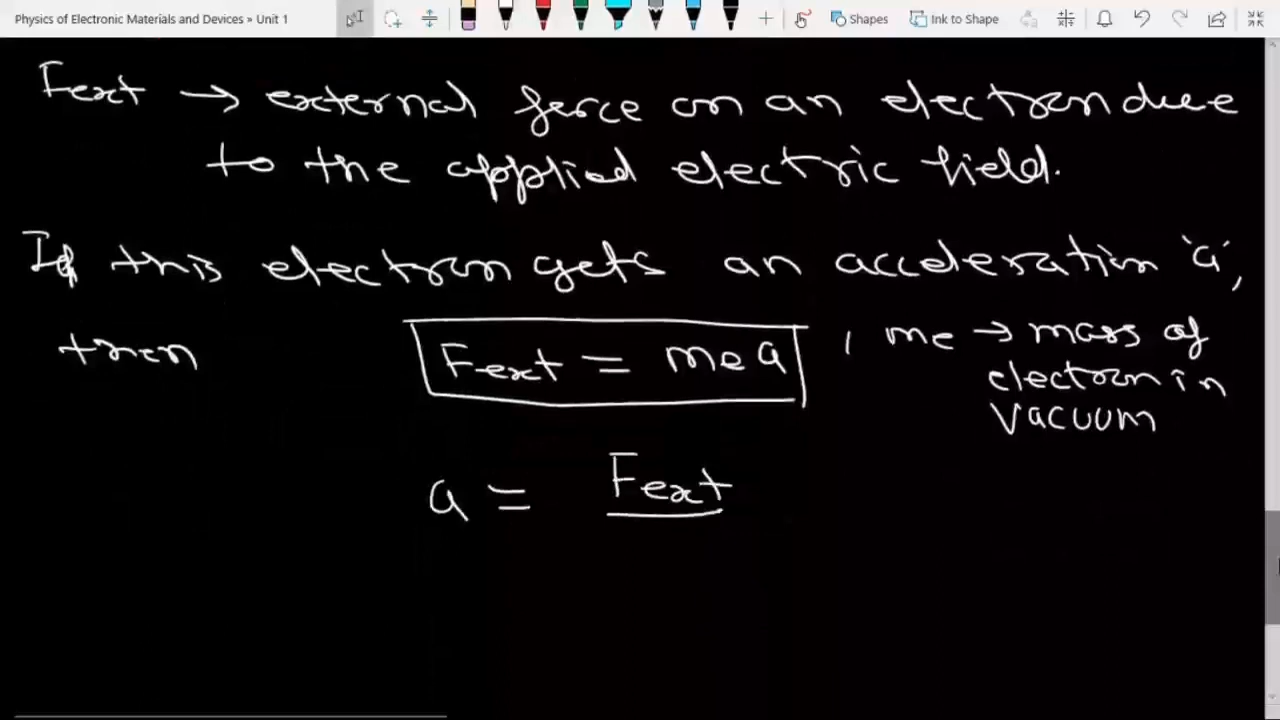 Physics of Electronic Materials and Devices » Unit 1
Shapes
Ink to Shape
Fext → external force on an electron due
to the applied electric field.
If this electron gets an acceleration 'a',
then
Fext = me a
, me → mass of
electron in
vacuum
a = Fext